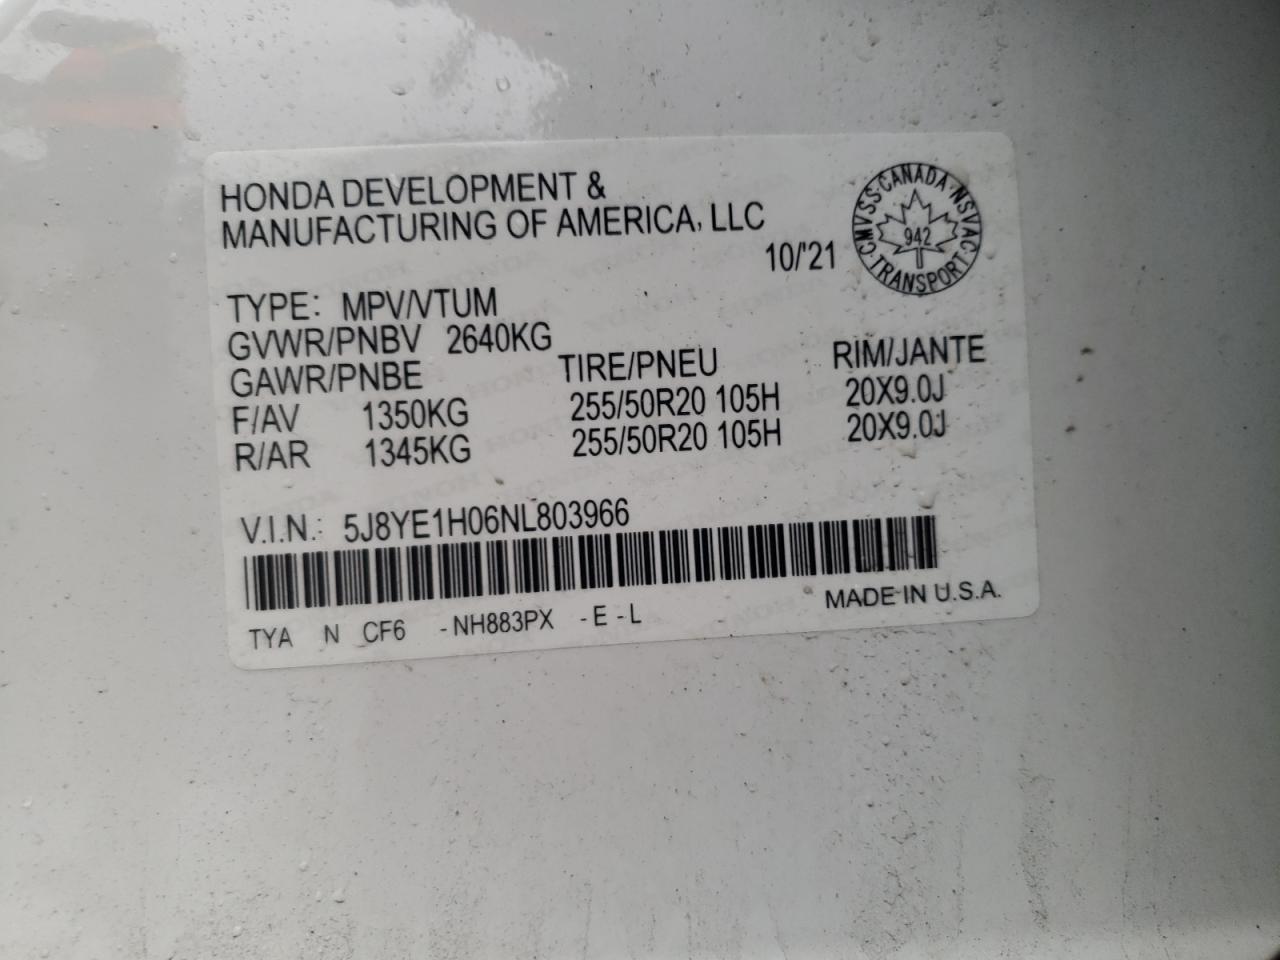 HONDA DEVELOPMENT &
MANUFACTURING OF AMERICA, LLC
10/'21
CMVSS·CANADA·NSVAC
942
TRANSPORT
TYPE: MPV/VTUM
GVWR/PNBV 2640KG
GAWR/PNBE TIRE/PNEU RIM/JANTE
F/AV 1350KG 255/50R20 105H 20X9.0J
R/AR 1345KG 255/50R20 105H 20X9.0J
V.I.N.: 5J8YE1H06NL803966
TYA N CF6 -NH883PX -E-L MADE IN U.S.A.